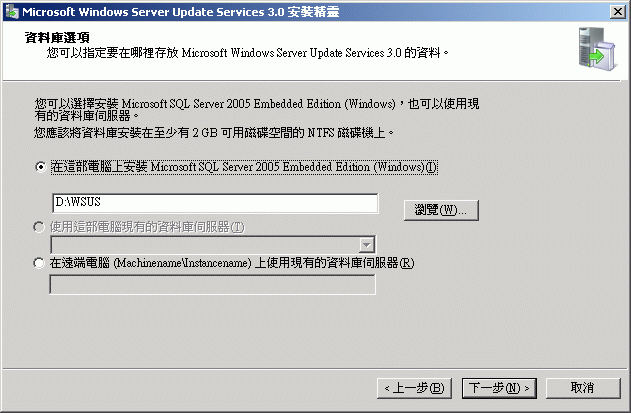 Microsoft Windows Server Update Services 3.0 安裝精靈
資料庫選項
您可以指定要在哪裡存放 Microsoft Windows Server Update Services 3.0 的資料。
您可以選擇安裝 Microsoft SQL Server 2005 Embedded Edition (Windows)，也可以使用現
有的資料庫伺服器。
您應該將資料庫安裝在至少有 2 GB 可用磁碟空間的 NTFS 磁碟機上。
在這部電腦上安裝 Microsoft SQL Server 2005 Embedded Edition (Windows)(I)
D:\WSUS
瀏覽(W)...
使用這部電腦現有的資料庫伺服器(T)
在遠端電腦 (Machinename\Instancename) 上使用現有的資料庫伺服器(R)
< 上一步(B)
下一步(N) >
取消